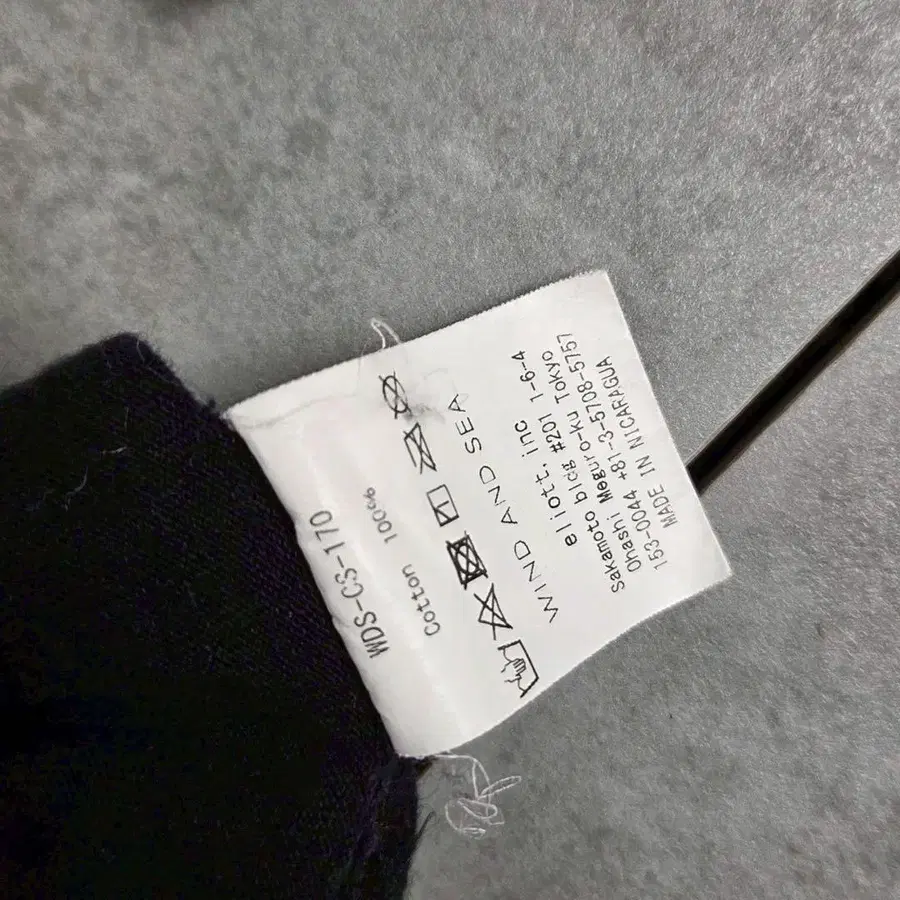 WDS-CS-170
Cotton 100%
WIND AND SEA
elliott. inc
Sakamoto bldg #201 1-6-4
Ohashi Meguro-ku Tokyo
153-0044 +81-3-5708-5757
MADE IN NICARAGUA